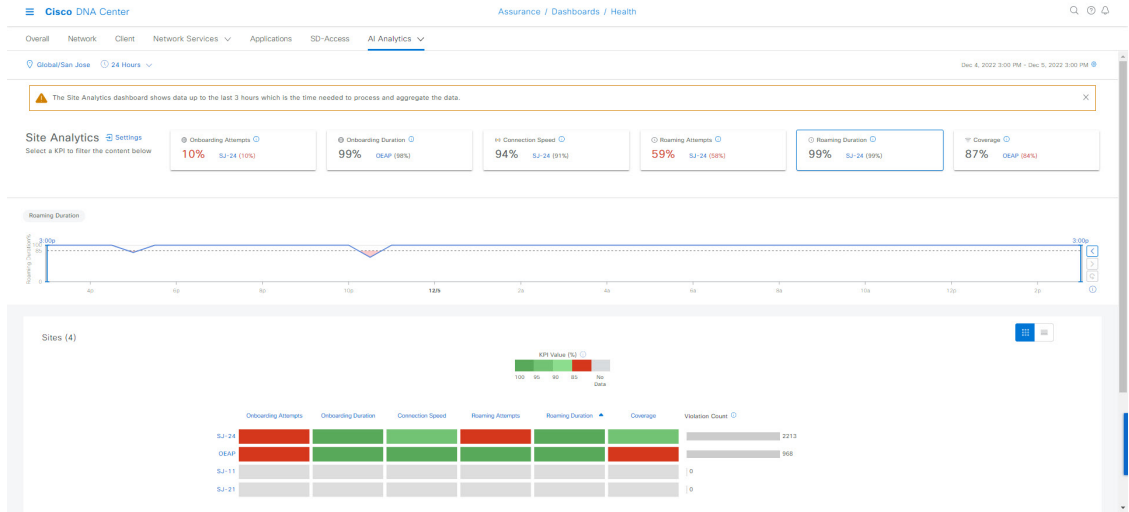 Cisco DNA Center
Assurance / Dashboards / Health
Overall Network Client Network Services Applications SD-Access AI Analytics
Global/San Jose 24 Hours
Dec 4, 2022 3:00 PM - Dec 5, 2022 3:00 PM
The Site Analytics dashboard shows data up to the last 3 hours which is the time needed to process and aggregate the data.
Site Analytics Settings
Select a KPI to filter the content below
Onboarding Attempts
10% SJ-24 (10%)
Onboarding Duration
99% OEAP (98%)
Connection Speed
94% SJ-24 (91%)
Roaming Attempts
59% SJ-24 (58%)
Roaming Duration
99% SJ-24 (99%)
Coverage
87% OEAP (84%)
Roaming Duration
Roaming Duration%
3:00p 3:00p
100
85
0
4p 6p 8p 10p 12/5 2a 4a 6a 8a 10a 12p 2p
Sites (4)
KPI Value (%)
100 95 90 85 No Data
Onboarding Attempts Onboarding Duration Connection Speed Roaming Attempts Roaming Duration Coverage Violation Count
SJ-24 2213
OEAP 968
SJ-11 0
SJ-21 0